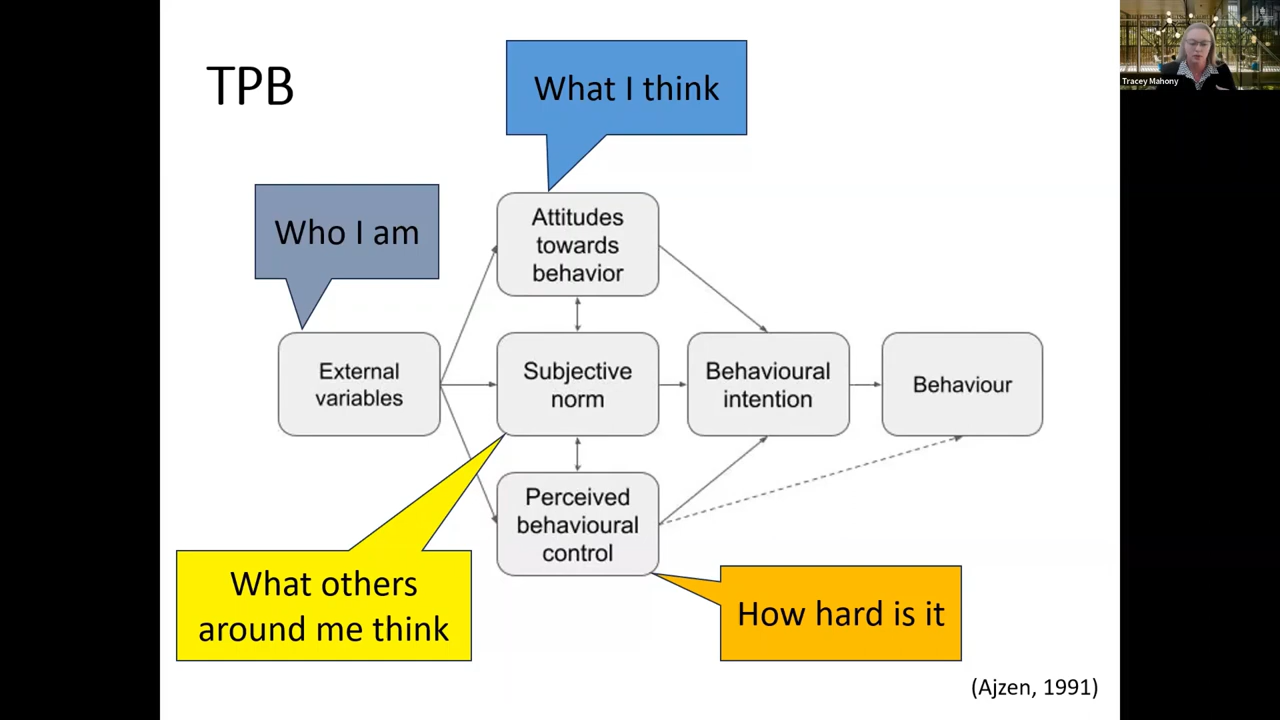 TPB
What I think
Tracey Mahony
Who I am
Attitudes
towards
behavior
External
variables
Subjective
norm
Behavioural
intention
Behaviour
Perceived
behavioural
control
What others
around me think
How hard is it
(Ajzen, 1991)